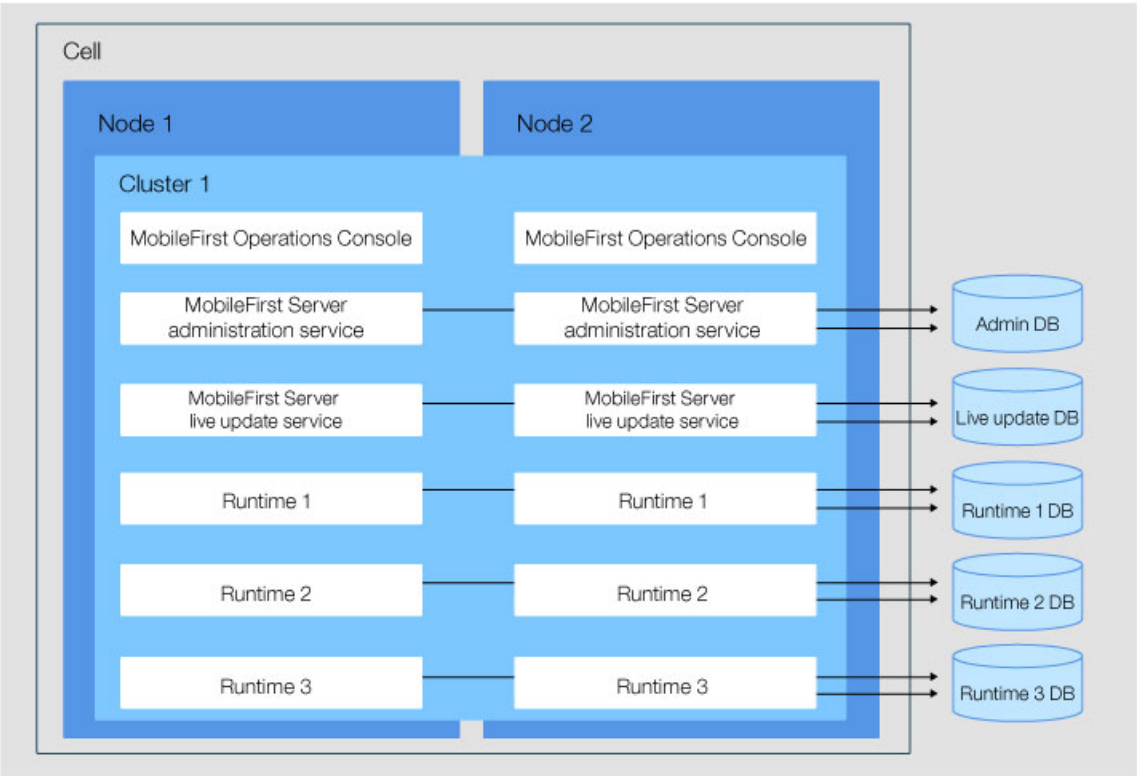 Cell
Node 1
Node 2
Cluster 1
MobileFirst Operations Console
MobileFirst Operations Console
MobileFirst Server
administration service
MobileFirst Server
administration service
Admin DB
MobileFirst Server
live update service
MobileFirst Server
live update service
Live update DB
Runtime 1
Runtime 1
Runtime 1 DB
Runtime 2
Runtime 2
Runtime 2 DB
Runtime 3
Runtime 3
Runtime 3 DB